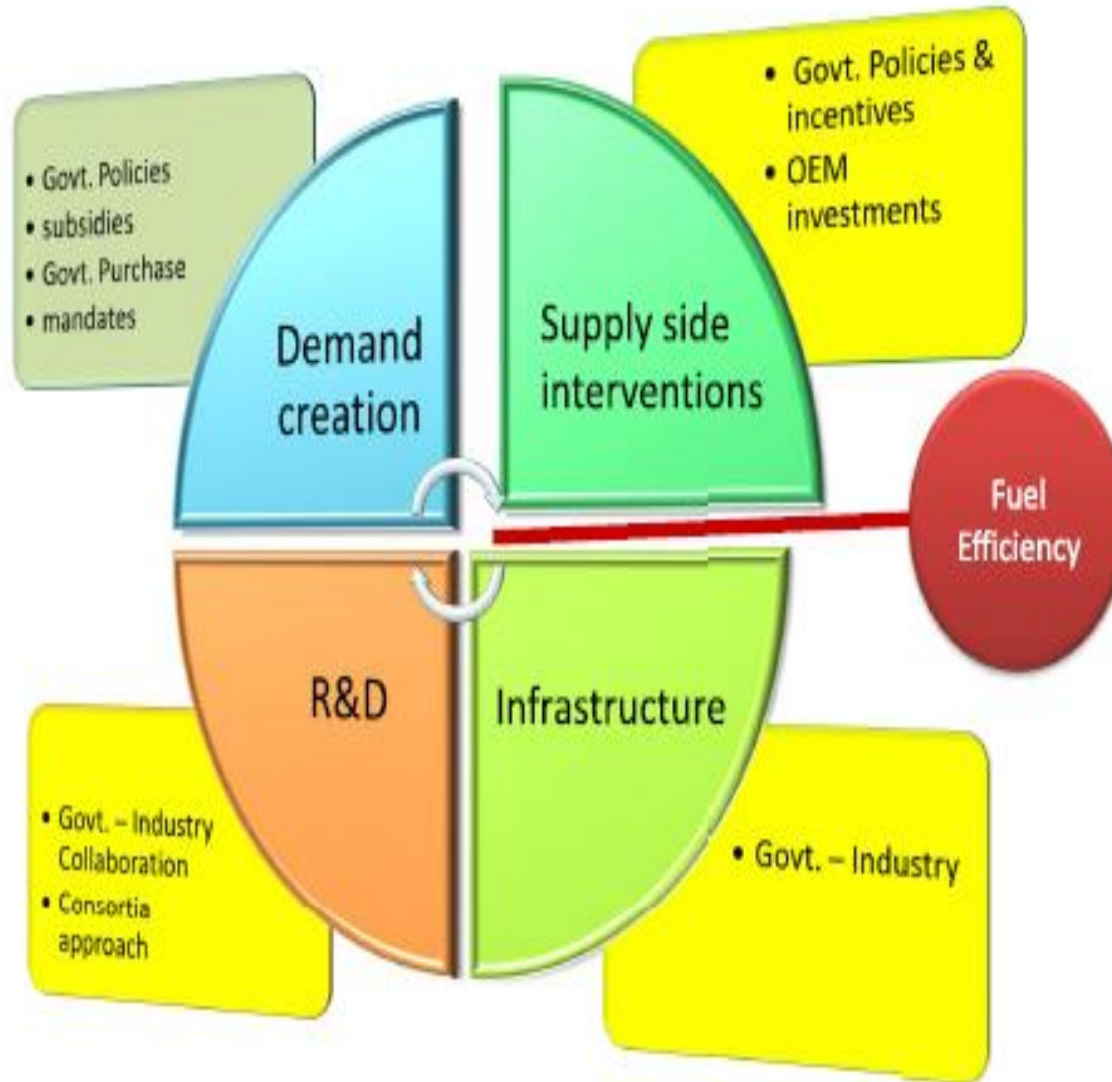 • Govt. Policies
• subsidies
• Govt. Purchase
• mandates
• Govt. Policies &
incentives
• OEM
investments
Demand
creation
Supply side
interventions
Fuel
Efficiency
R&D
Infrastructure
• Govt. – Industry
Collaboration
• Consortia
approach
• Govt. – Industry